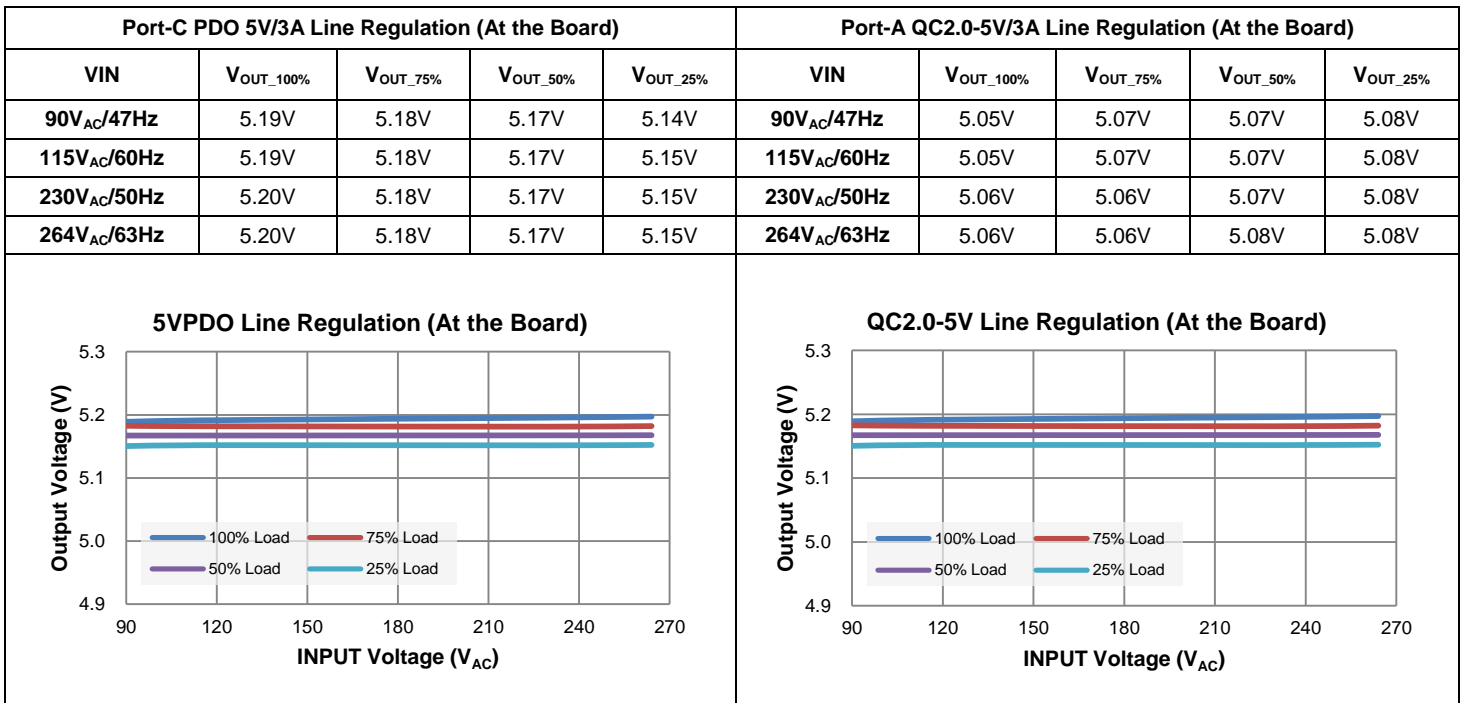 Port-C PDO 5V/3A Line Regulation (At the Board) Port-A QC2.0-5V/3A Line Regulation (At the Board)
VIN VOUT_100% VOUT_75% VOUT_50% VOUT_25% VIN VOUT_100% VOUT_75% VOUT_50% VOUT_25%
90VAC/47Hz 5.19V 5.18V 5.17V 5.14V 90VAC/47Hz 5.05V 5.07V 5.07V 5.08V
115VAC/60Hz 5.19V 5.18V 5.17V 5.15V 115VAC/60Hz 5.05V 5.07V 5.07V 5.08V
230VAC/50Hz 5.20V 5.18V 5.17V 5.15V 230VAC/50Hz 5.06V 5.06V 5.07V 5.08V
264VAC/63Hz 5.20V 5.18V 5.17V 5.15V 264VAC/63Hz 5.06V 5.06V 5.08V 5.08V
5VPDO Line Regulation (At the Board)
5.3
5.2
5.1
5.0
4.9
Output Voltage (V)
100% Load 75% Load
50% Load 25% Load
90 120 150 180 210 240 270
INPUT Voltage (VAC)
QC2.0-5V Line Regulation (At the Board)
5.3
5.2
5.1
5.0
4.9
Output Voltage (V)
100% Load 75% Load
50% Load 25% Load
90 120 150 180 210 240 270
INPUT Voltage (VAC)